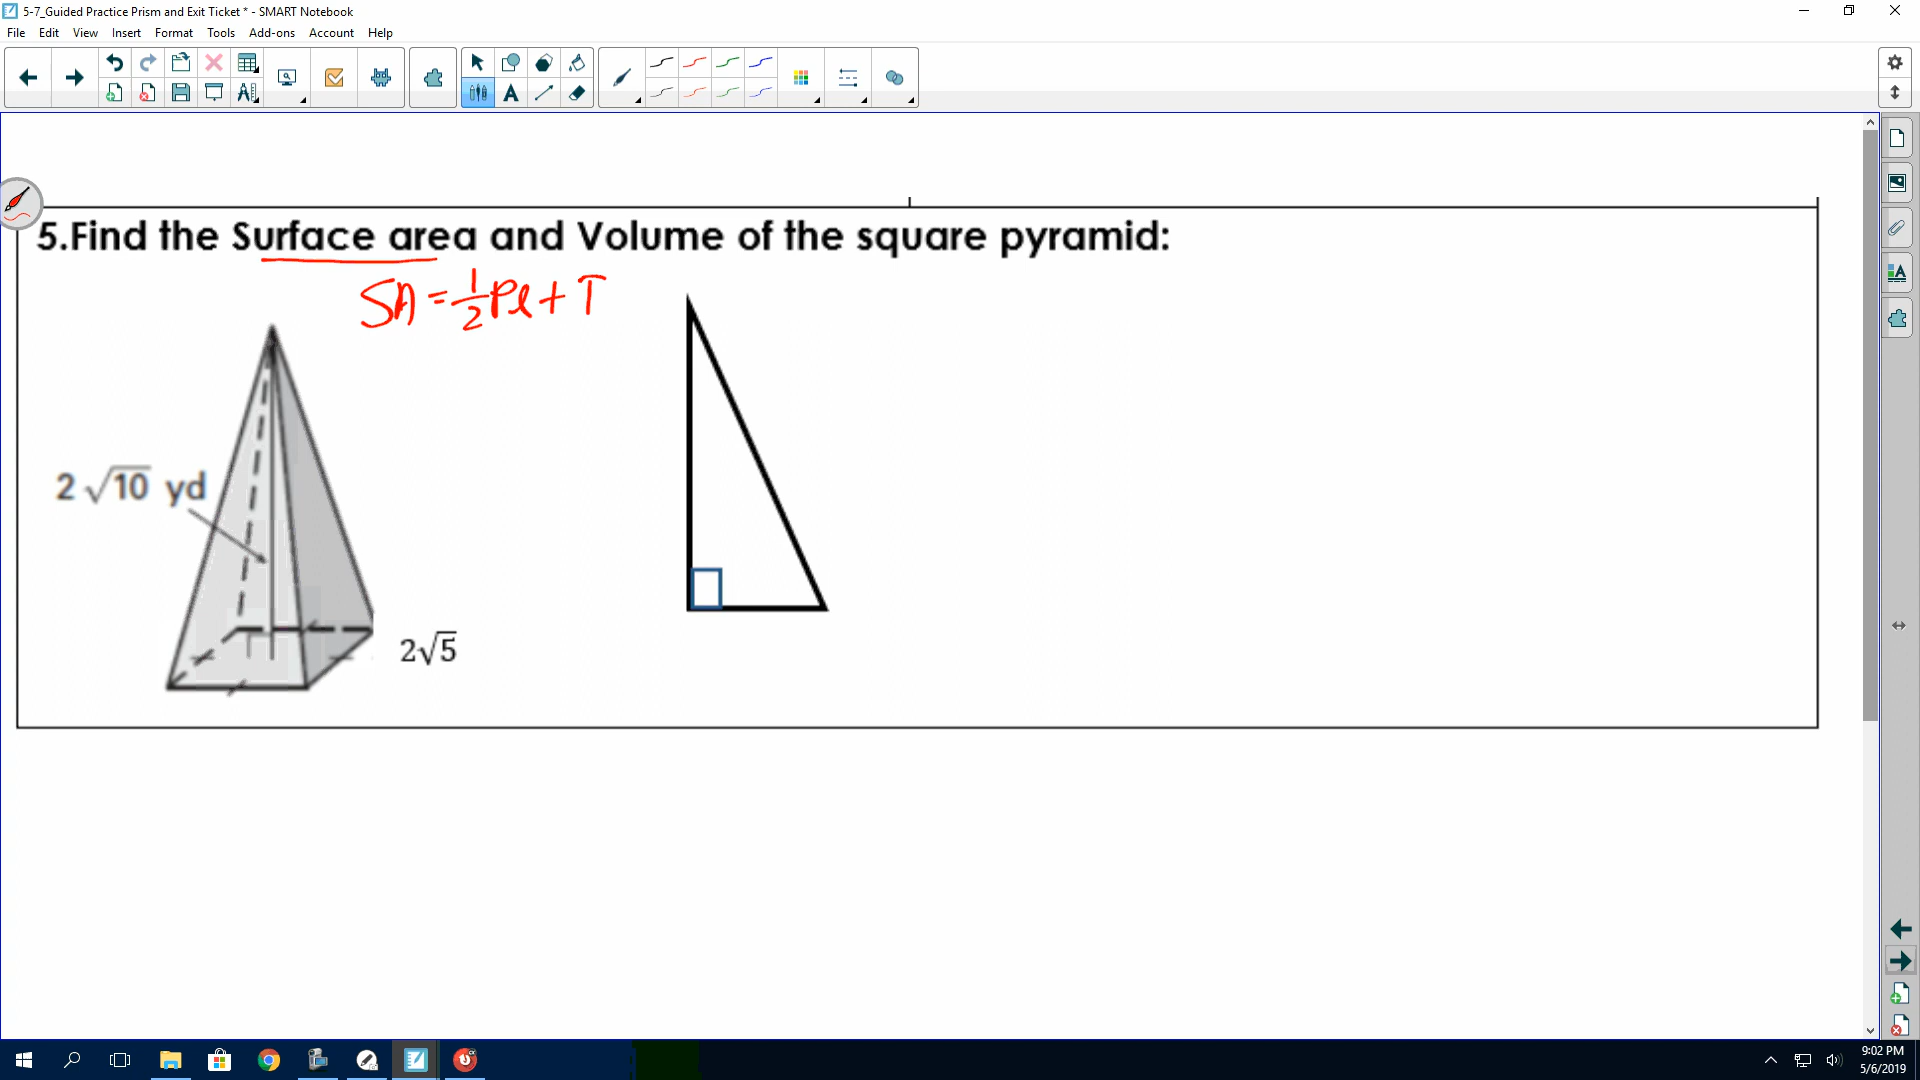 5-7_Guided Practice Prism and Exit Ticket * - SMART Notebook
File Edit View Insert Format Tools Add-ons Account Help
5.Find the Surface area and Volume of the square pyramid:
SA = 1/2 Pl + T
2 √10 yd
2√5
9:02 PM
5/6/2019